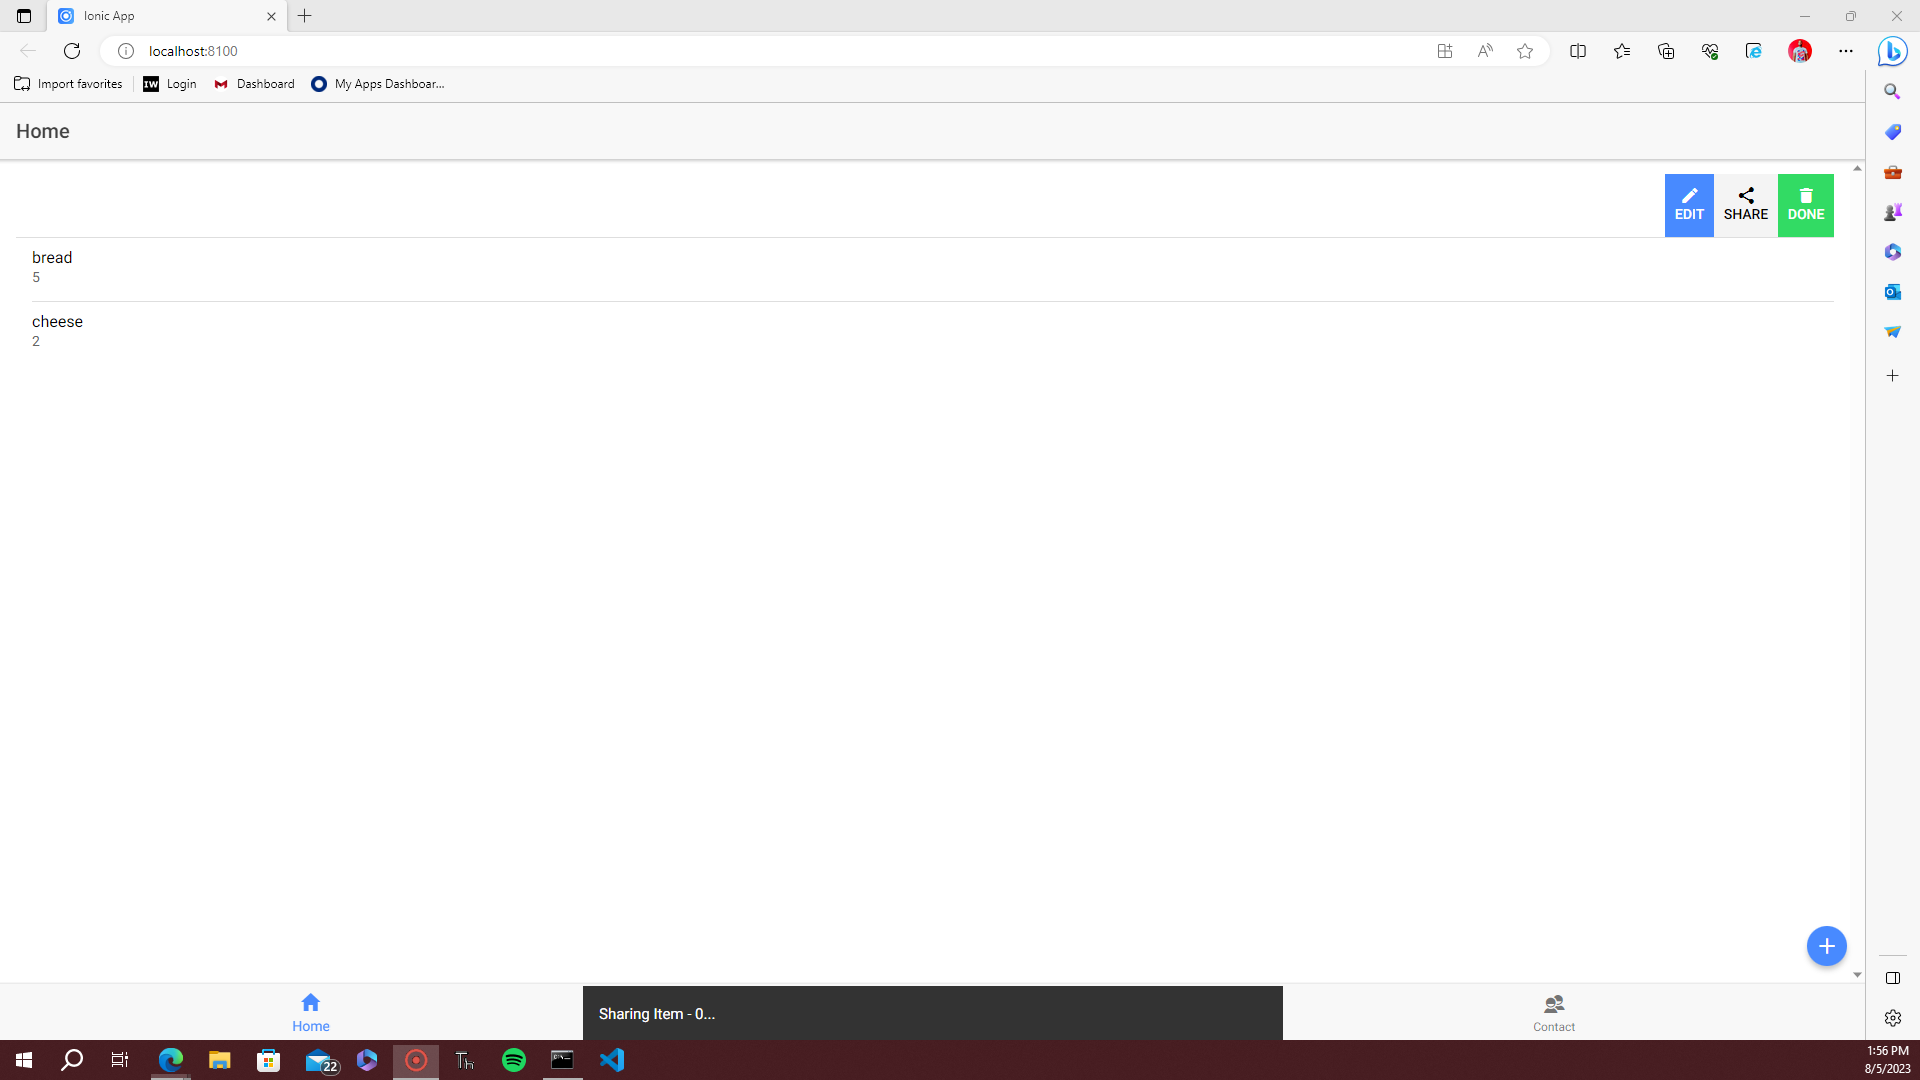 Ionic App
localhost:8100
Import favorites
IW
Login
Dashboard
My Apps Dashboar...
Home
EDIT
SHARE
DONE
bread
5
cheese
2
Home
Sharing Item - 0...
Contact
22
1:56 PM
8/5/2023